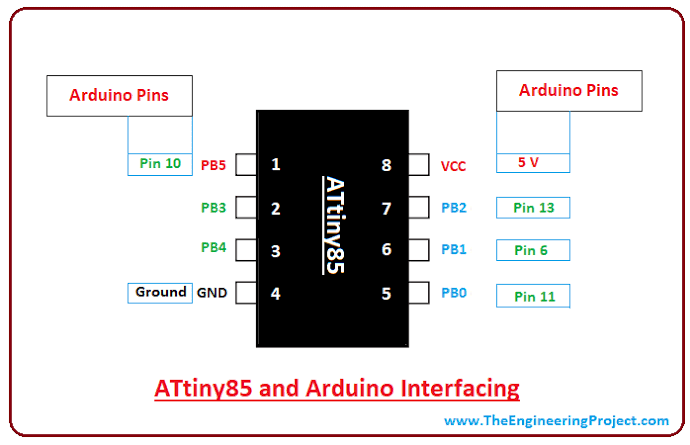 Arduino Pins
Arduino Pins
Pin 10 PB5 1 8 VCC 5 V
PB3 2 7 PB2 Pin 13
PB4 3 6 PB1 Pin 6
Ground GND 4 5 PB0 Pin 11
ATtiny85
ATtiny85 and Arduino Interfacing
www.TheEngineeringProject.com